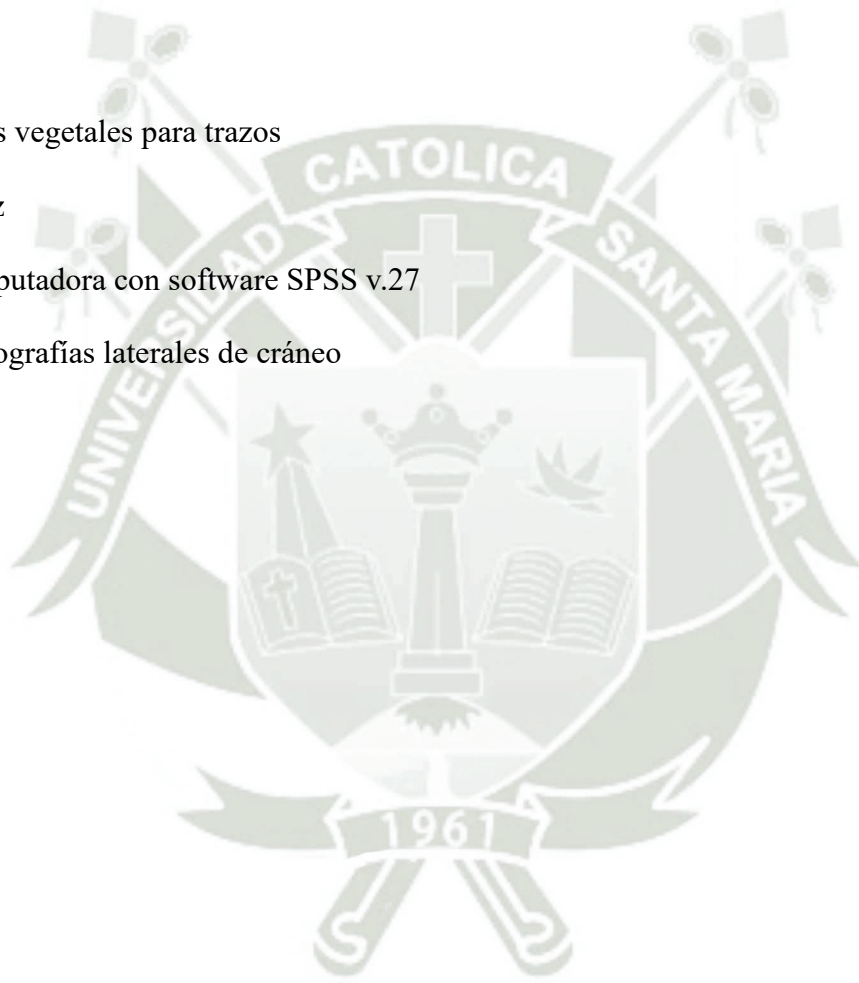 s vegetales para trazos
z
putadora con software SPSS v.27
ografías laterales de cráneo
UNIVERSIDAD CATOLICA SANTA MARIA
1961